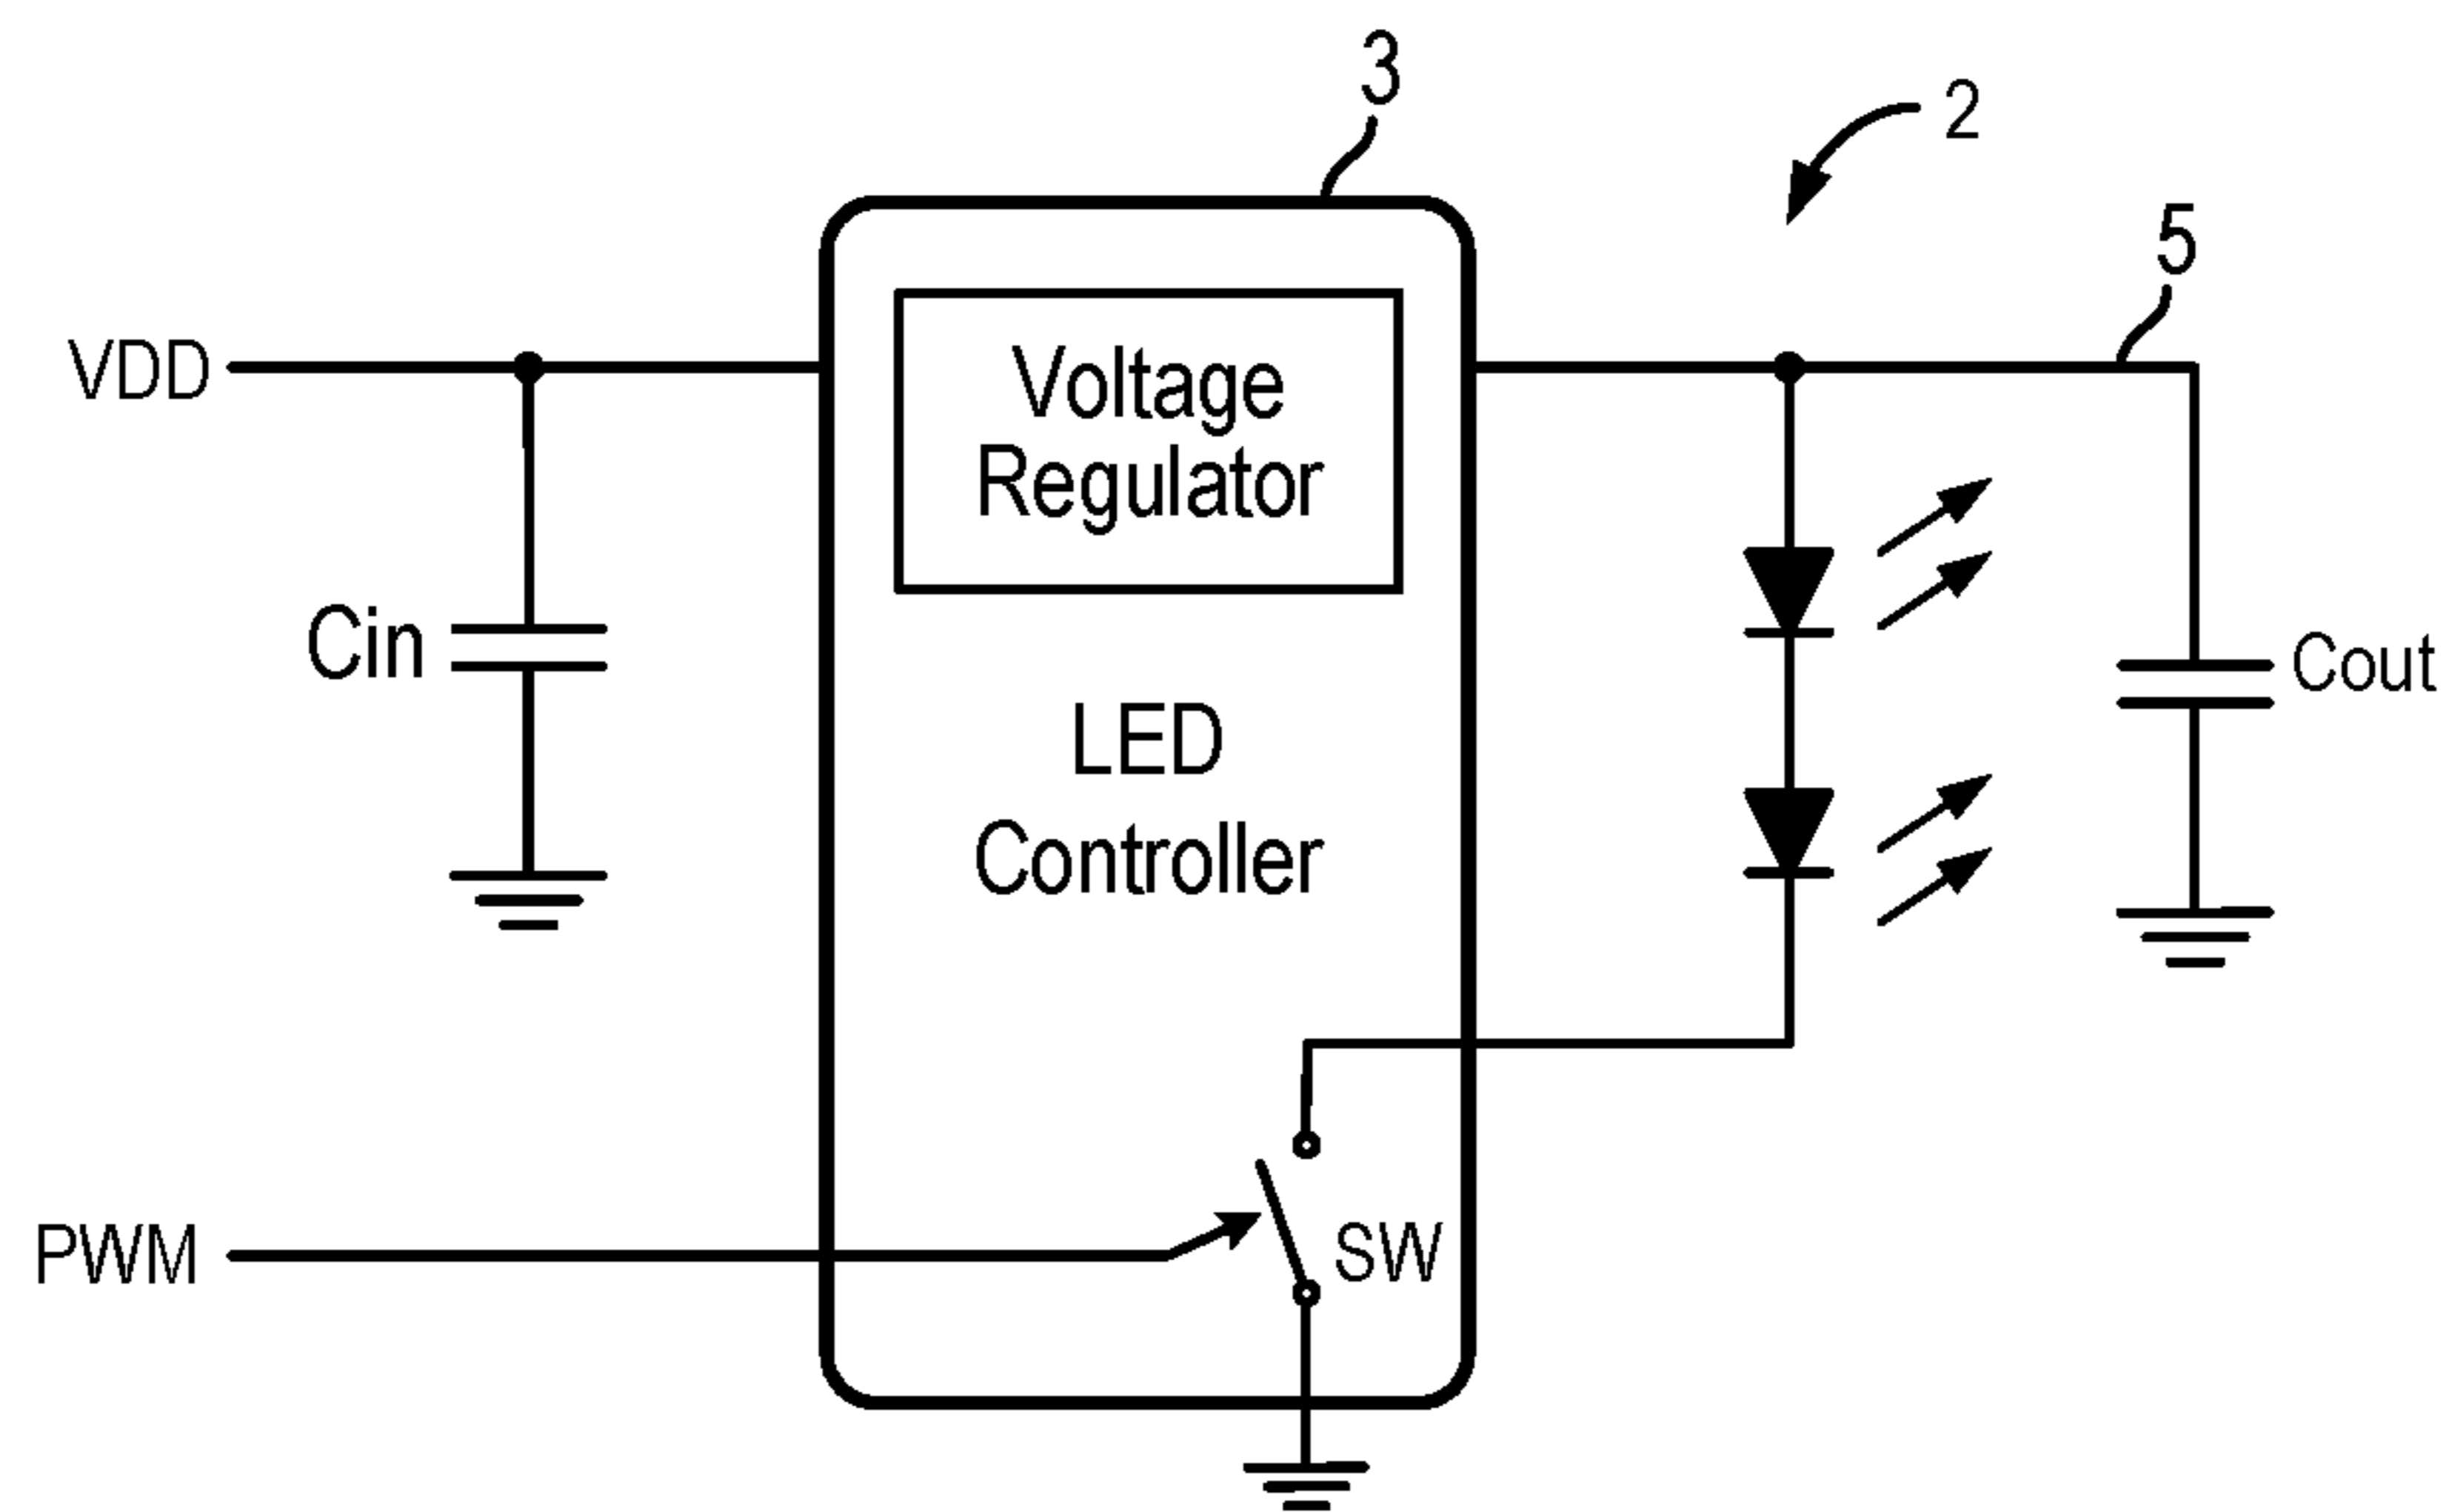 3
2
5
VDD
Voltage
Regulator
Cin
Cout
LED
Controller
PWM
SW